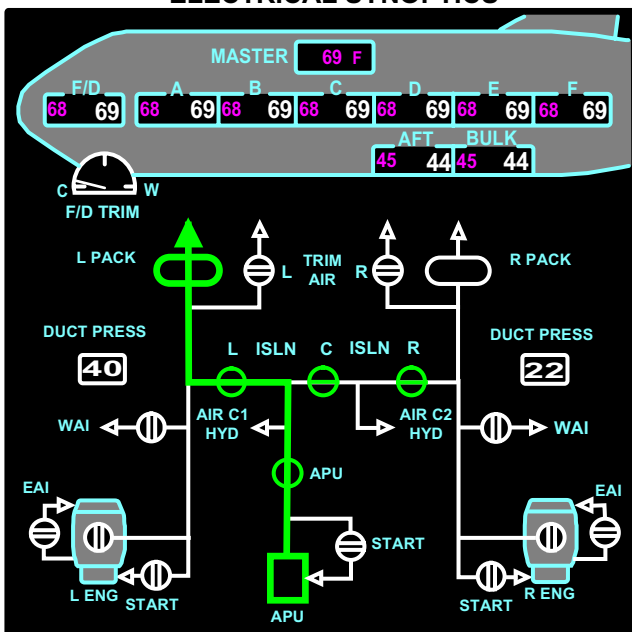 ELECTRICAL SYNOPTICS
MASTER 69 F
F/D A B C D E F
68 69 68 69 68 69 68 69 68 69 68 69 68 69
AFT BULK
45 44 45 44
C W
F/D TRIM
L PACK L TRIM AIR R R PACK
DUCT PRESS L ISLN C ISLN R DUCT PRESS
40 22
WAI AIR C1 HYD AIR C2 HYD WAI
EAI APU EAI
START
L ENG START APU START R ENG